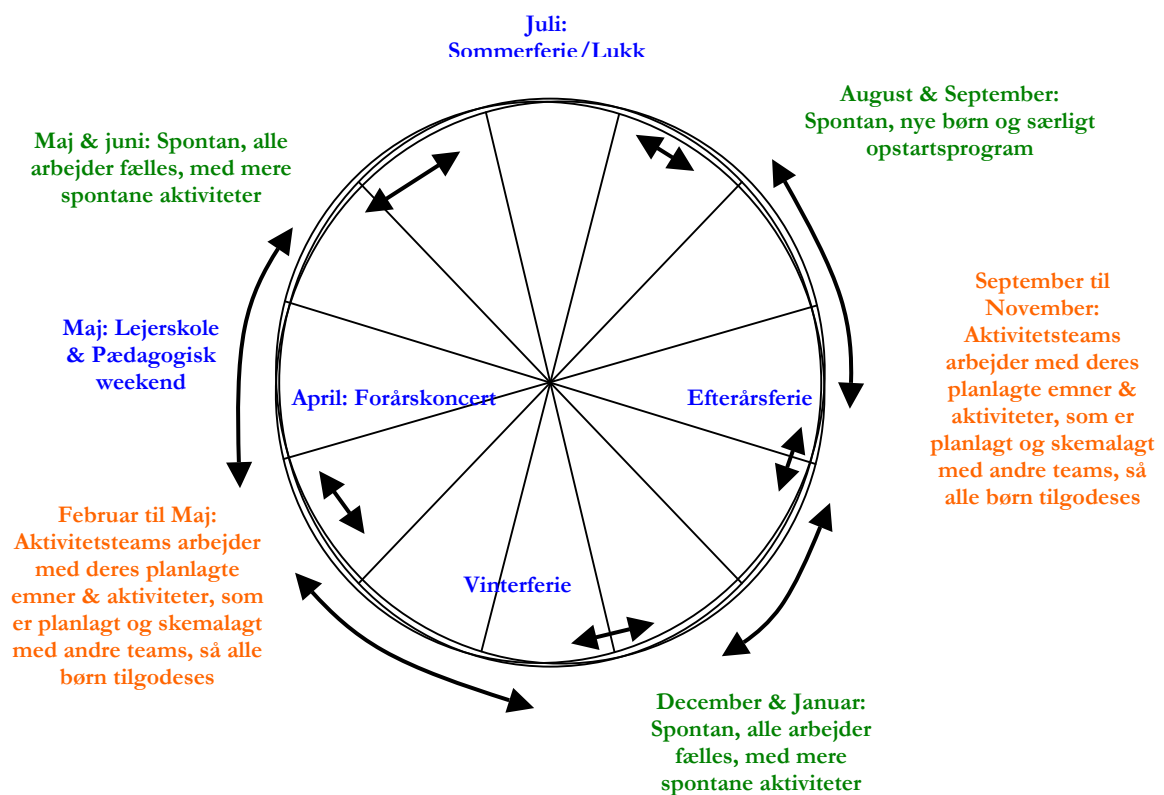 Juli:
Sommerferie/Lukk
August & September:
Spontan, nye børn og særligt
opstartsprogram
Maj & juni: Spontan, alle
arbejder fælles, med mere
spontane aktiviteter
September til
November:
Aktivitetsteams
arbejder med deres
planlagte emner &
aktiviteter, som er
planlagt og skemalagt
med andre teams, så
alle børn tilgodeses
Maj: Lejerskole
& Pædagogisk
weekend
April: Forårskoncert
Efterårsferie
Februar til Maj:
Aktivitetsteams arbejder
med deres planlagte
emner & aktiviteter, som
er planlagt og skemalagt
med andre teams, så alle
børn tilgodeses
Vinterferie
December & Januar:
Spontan, alle arbejder
fælles, med mere
spontane aktiviteter